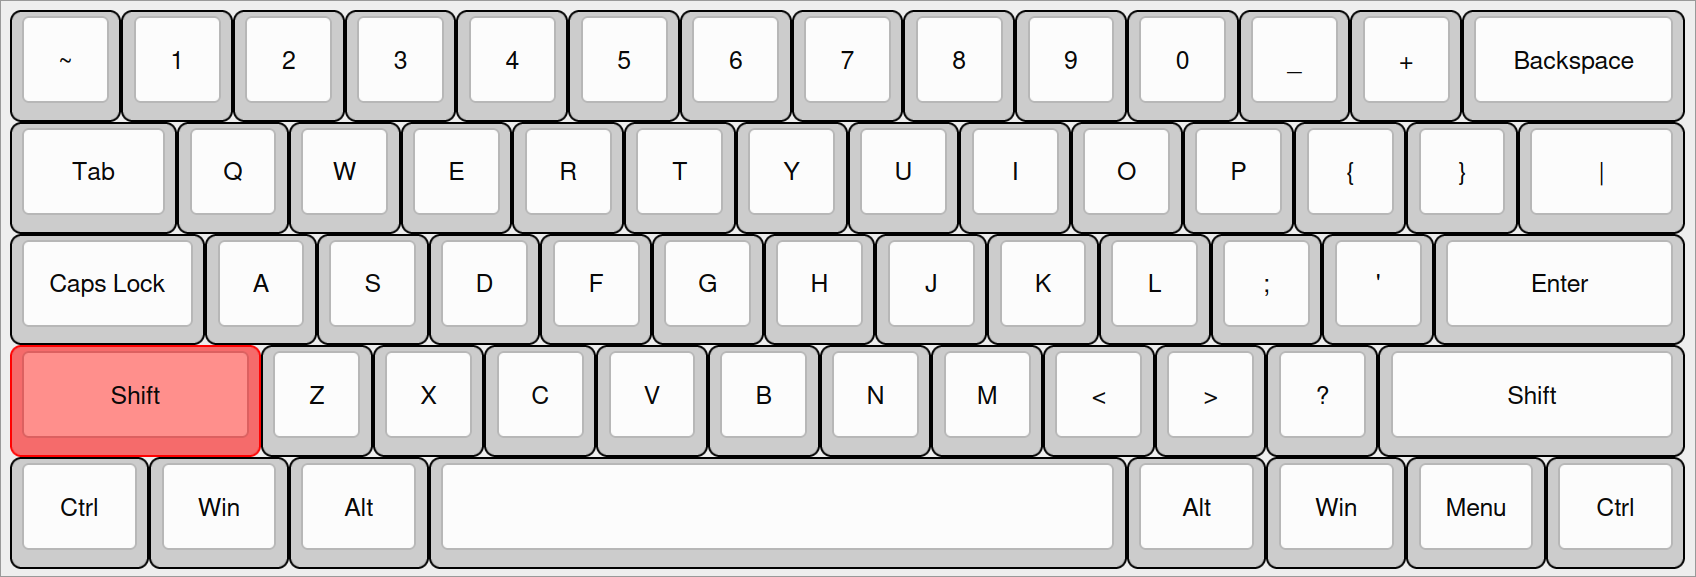 ~ 1 2 3 4 5 6 7 8 9 0 _ + Backspace
Tab Q W E R T Y U I O P { } |
Caps Lock A S D F G H J K L ; ' Enter
Shift Z X C V B N M < > ? Shift
Ctrl Win Alt Alt Win Menu Ctrl